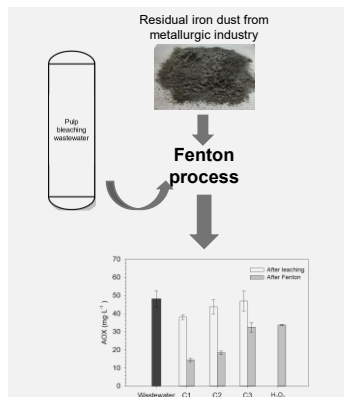 Residual iron dust from
metallurgic industry
Pulp
bleaching
wastewater
Fenton
process
70
60
50
40
30
20
10
0
AOX (mg L⁻¹)
After leaching
After Fenton
Wastewater C1 C2 C3 H₂O₂